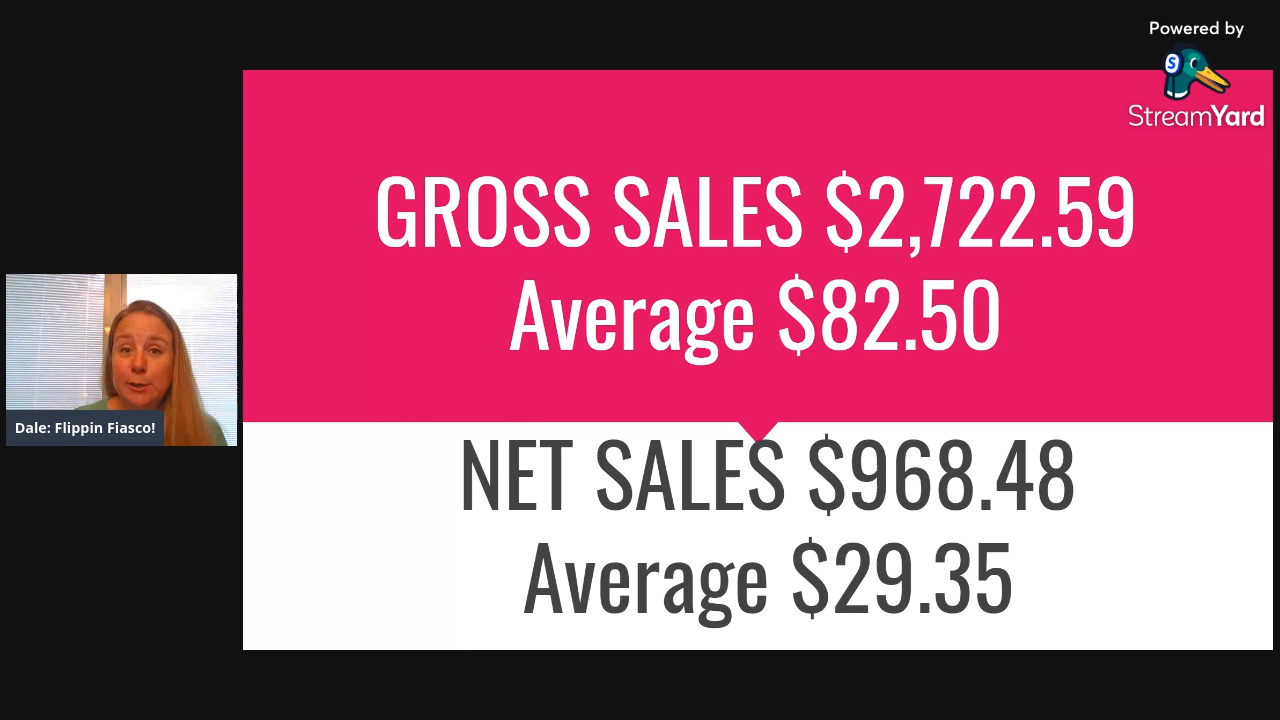 Powered by
S
StreamYard
GROSS SALES $2,722.59
Average $82.50
NET SALES $968.48
Average $29.35
Dale: Flippin Fiasco!